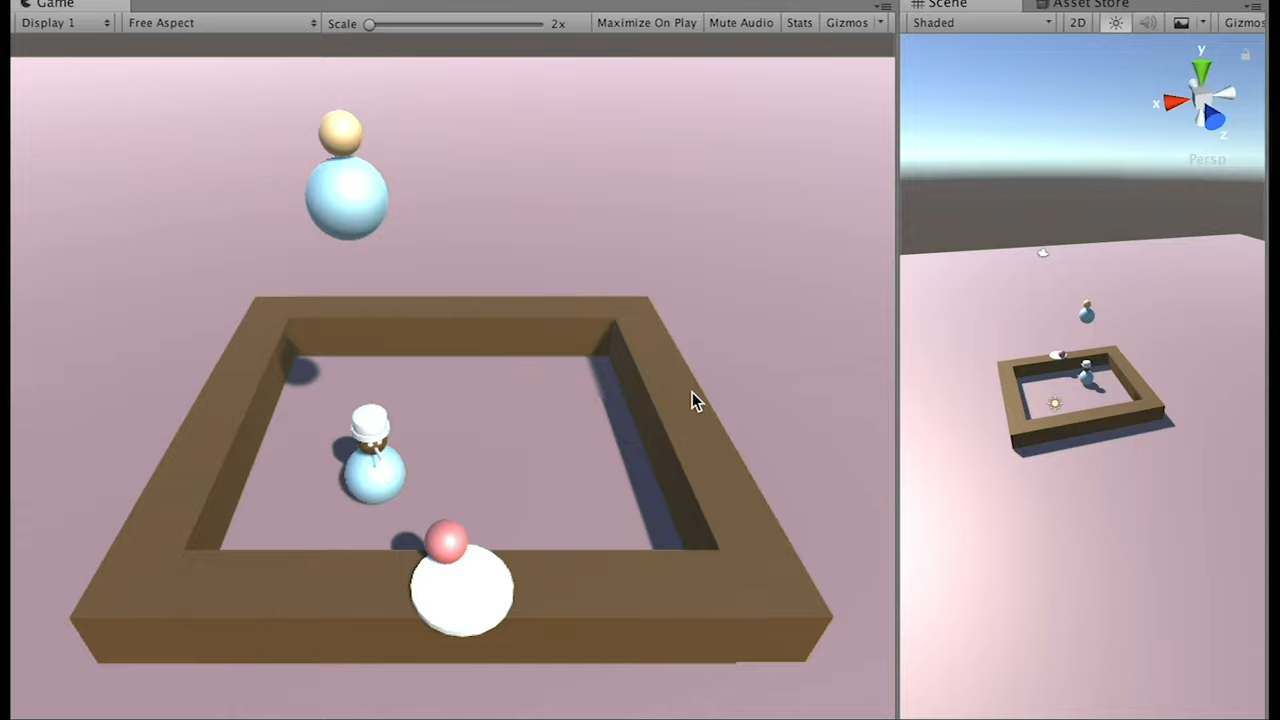 Game
Scene
Asset Store
Display 1
Free Aspect
Scale
2x
Maximize On Play
Mute Audio
Stats
Gizmos
Shaded
2D
Gizmos
y
x
z
Persp